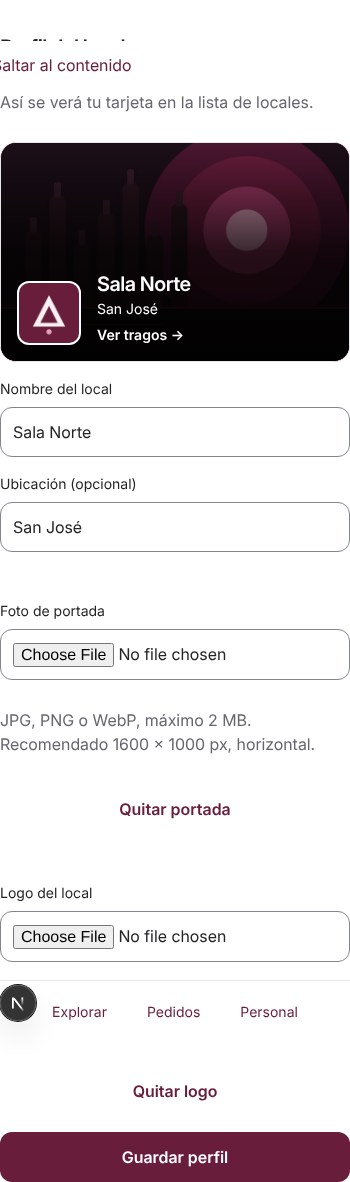 Saltar al contenido
Así se verá tu tarjeta en la lista de locales.
Sala Norte
San José
Ver tragos →
Nombre del local
Sala Norte
Ubicación (opcional)
San José
Foto de portada
Choose File No file chosen
JPG, PNG o WebP, máximo 2 MB.
Recomendado 1600 × 1000 px, horizontal.
Quitar portada
Logo del local
Choose File No file chosen
N
Explorar
Pedidos
Personal
Quitar logo
Guardar perfil